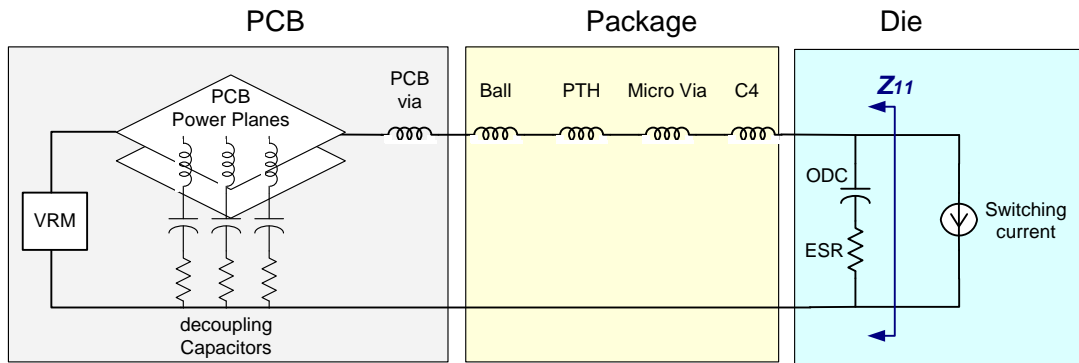 PCB
Package
Die
PCB
via
Ball
PTH
Micro Via
C4
Z11
PCB
Power Planes
VRM
ODC
ESR
Switching
current
decoupling
Capacitors